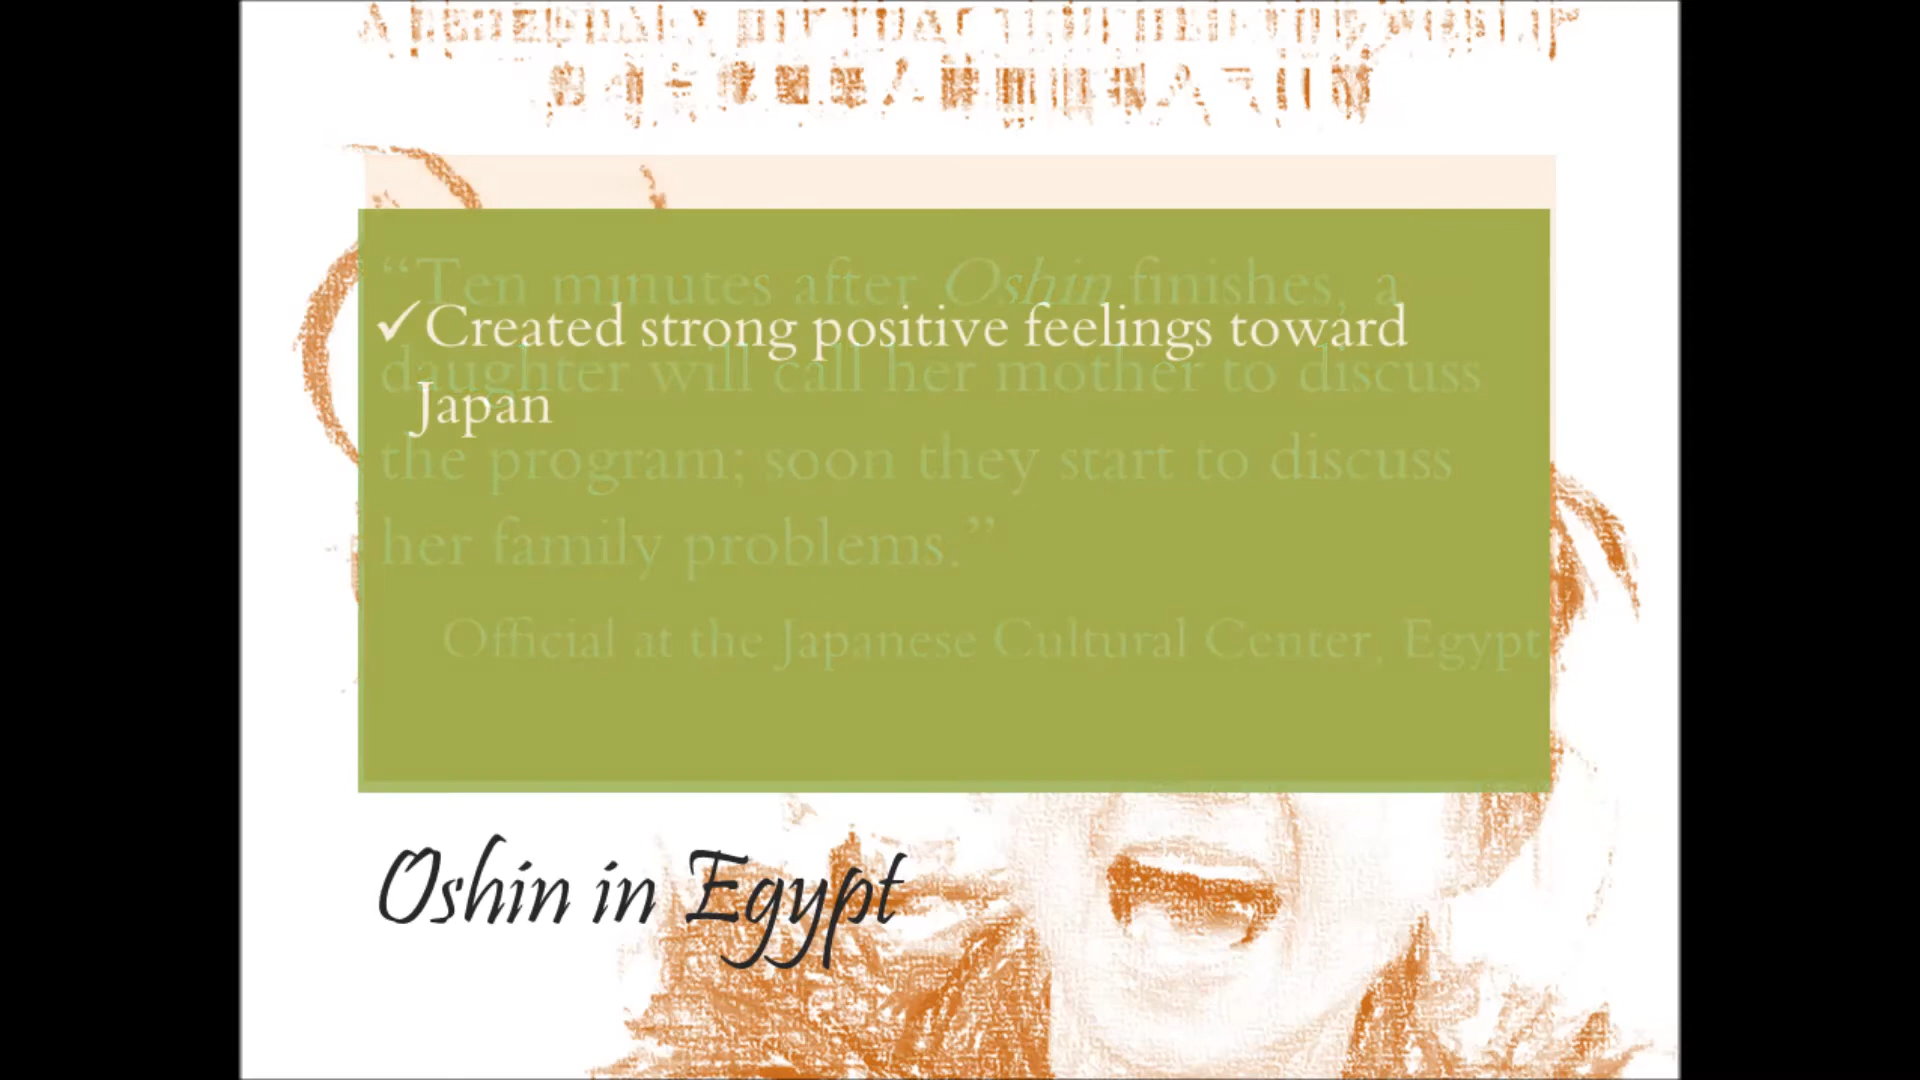 “Ten minutes after Oshin finishes, a
✓Created strong positive feelings toward
daughter will call her mother to discuss
Japan
the program; soon they start to discuss
her family problems.”
Official at the Japanese Cultural Center, Egypt
Oshin in Egypt